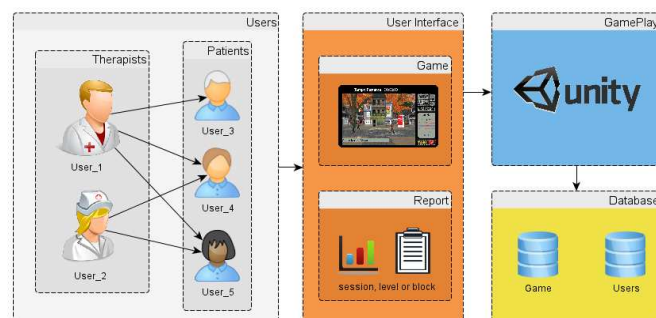 Users
Therapists
User_1
User_2
Patients
User_3
User_4
User_5
User Interface
Game
Report
session, level or block
GamePlay
unity
Database
Game
Users